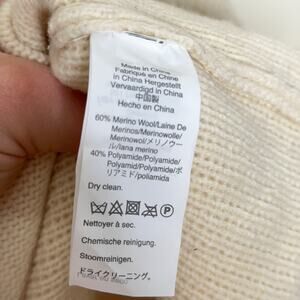 Made in China
Fabriqué en Chine
in China Hergestellt
Vervaardigd in China
中国製
Hecho en China
60% Merino Wool/Laine De
Merinos/Merinowolle/
Merinowol/メリノウー
ル/lana merino
40% Polyamide/Polyamide/
Polyamid/Polyamide/ポ
リアミド/poliamida
Dry clean.
P
Nettoyer à sec.
Chemische reinigung.
Stoomreinigen.
ドライクリーニング。